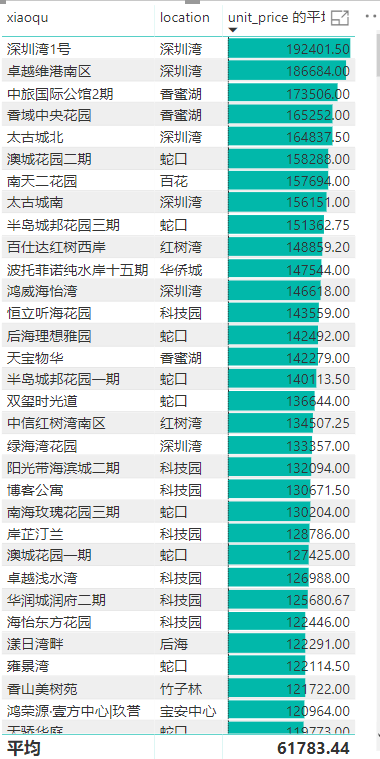 xiaoqu location unit_price 的平均
深圳湾1号 深圳湾 192401.50
卓越维港南区 深圳湾 186684.00
中旅国际公馆2期 香蜜湖 173506.00
香域中央花园 香蜜湖 165252.00
太古城北 深圳湾 164837.50
澳城花园二期 蛇口 158288.00
南天二花园 百花 157694.00
太古城南 深圳湾 156151.00
半岛城邦花园三期 蛇口 151362.75
百仕达红树西岸 红树湾 148859.20
波托菲诺纯水岸十五期 华侨城 147544.00
鸿威海怡湾 深圳湾 146618.00
恒立听海花园 科技园 143559.00
后海理想雅园 蛇口 142492.00
天宝物华 香蜜湖 142279.00
半岛城邦花园一期 蛇口 140113.50
双玺时光道 蛇口 136644.00
中信红树湾南区 红树湾 134507.25
绿海湾花园 深圳湾 133357.00
阳光带海滨城二期 科技园 132094.00
博客公寓 科技园 130671.50
南海玫瑰花园三期 蛇口 130204.00
岸芷汀兰 科技园 128786.00
澳城花园一期 蛇口 127425.00
卓越浅水湾 科技园 126988.00
华润城润府二期 科技园 125680.67
海怡东方花园 科技园 122446.00
漾日湾畔 后海 122291.00
雍景湾 蛇口 122114.50
香山美树苑 竹子林 121722.00
鸿荣源·壹方中心|玖誉 宝安中心 120964.00
天骄华庭 蛇口 119773.00
平均 61783.44